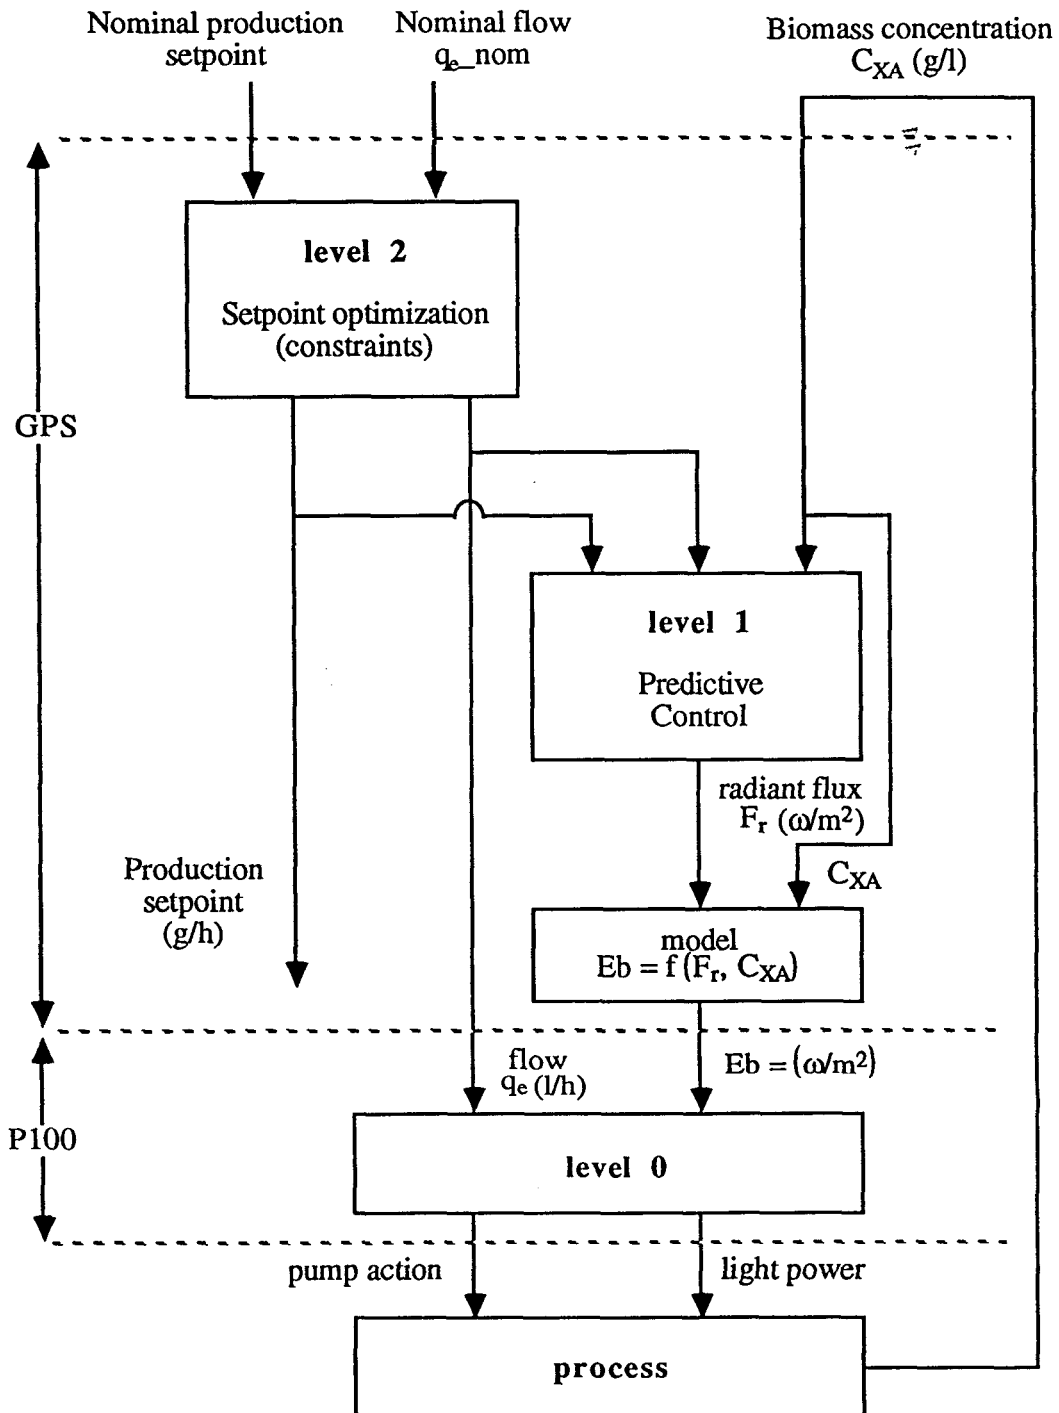 Nominal production
setpoint
Nominal flow
qe_nom
Biomass concentration
CXA (g/l)
level 2
Setpoint optimization
(constraints)
GPS
level 1
Predictive
Control
radiant flux
Fr (ω/m²)
CXA
Production
setpoint
(g/h)
model
Eb = f (Fr, CXA)
flow
qe (l/h)
Eb = (ω/m²)
P100
level 0
pump action
light power
process